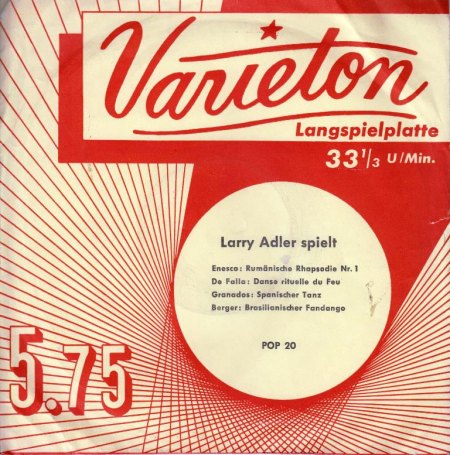 Varieton
Langspielplatte
33 1/3 U/Min.
Larry Adler spielt
Enesco: Rumänische Rhapsodie Nr. 1
De Falla: Danse rituelle du Feu
Granados: Spanischer Tanz
Berger: Brasilianischer Fandango
POP 20
5.75